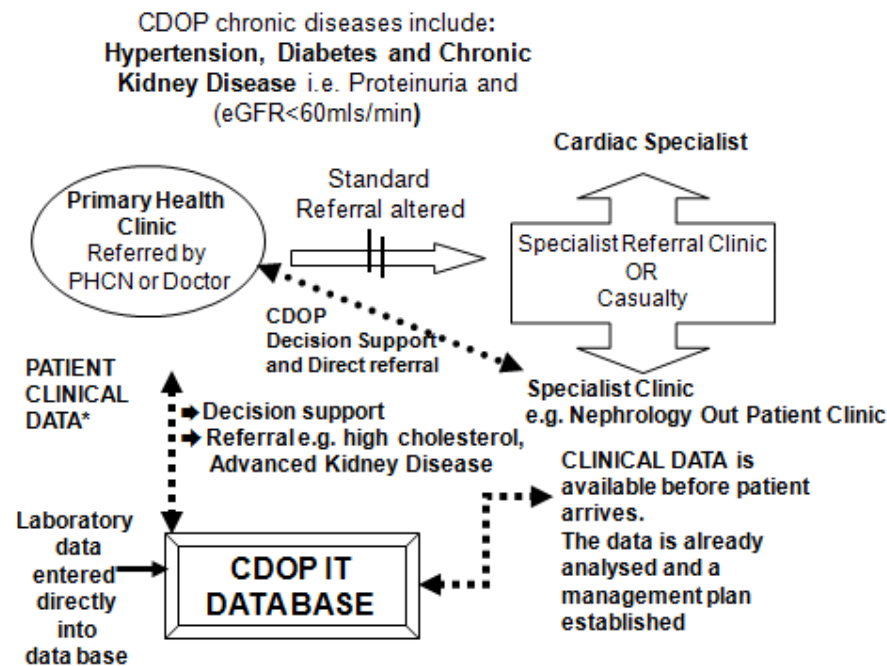 CDOP chronic diseases include:
Hypertension, Diabetes and Chronic
Kidney Disease i.e. Proteinuria and
(eGFR<60mls/min)
Cardiac Specialist
Primary Health
Clinic
Referred by
PHCN or Doctor
Standard
Referral altered
Specialist Referral Clinic
OR
Casualty
CDOP
Decision Support
and Direct referral
Specialist Clinic
e.g. Nephrology Out Patient Clinic
PATIENT
CLINICAL
DATA*
Decision support
Referral e.g. high cholesterol,
Advanced Kidney Disease
CLINICAL DATA is
available before patient
arrives.
The data is already
analysed and a
management plan
established
Laboratory
data
entered
directly
into
data base
CDOP IT
DATABASE